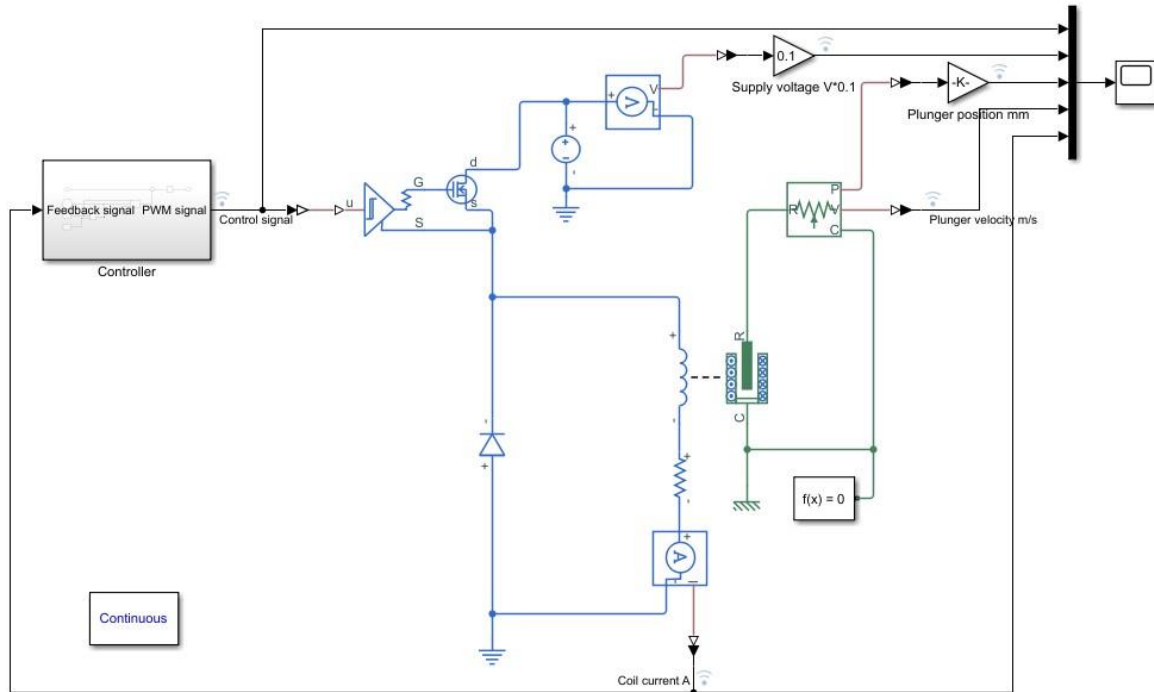 0.1
Supply voltage V*0.1
-K-
Plunger position mm
+
V
-
+
+
-
d
G
s
u
S
Feedback signal PWM signal
Control signal
Controller
P
R
V
C
Plunger velocity m/s
+
R
-
C
-
+
+
-
f(x) = 0
+
A
-
I
Continuous
Coil current A